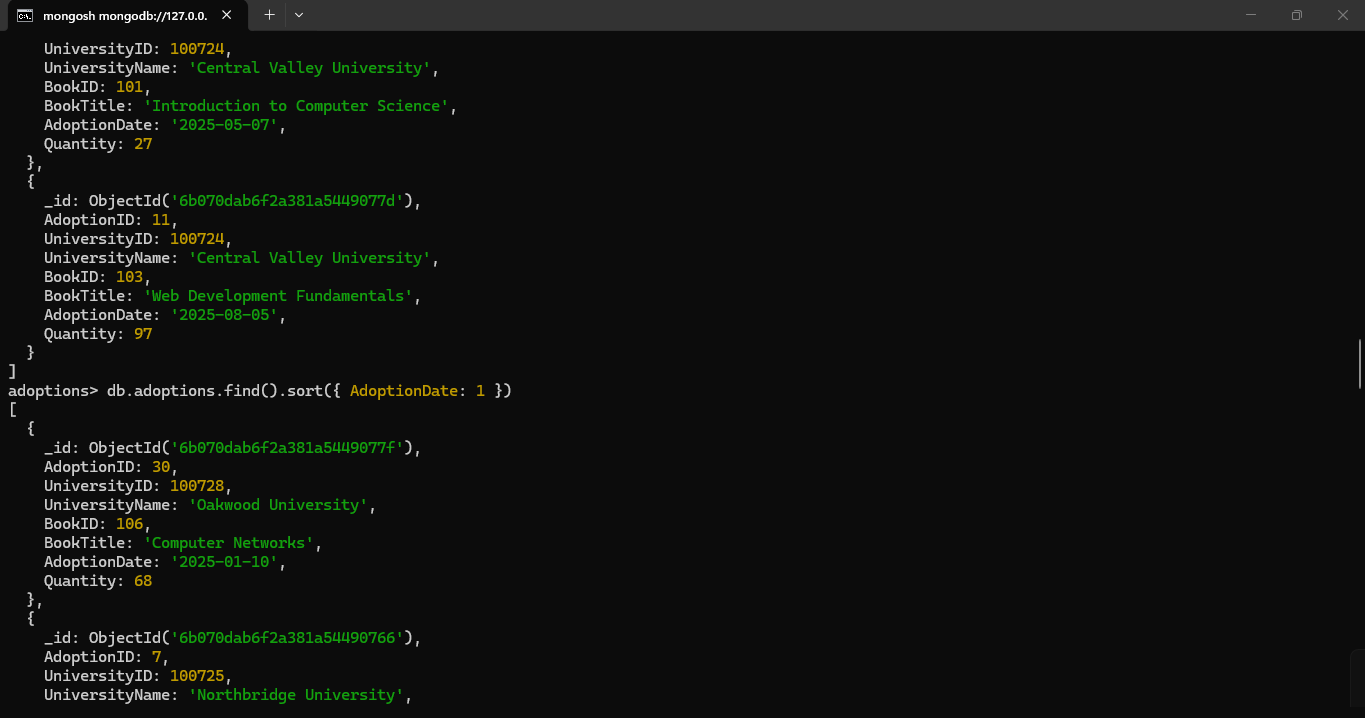 mongosh mongodb://127.0.0.
UniversityID: 100724,
UniversityName: 'Central Valley University',
BookID: 101,
BookTitle: 'Introduction to Computer Science',
AdoptionDate: '2025-05-07',
Quantity: 27
},
{
_id: ObjectId('6b070dab6f2a381a5449077d'),
AdoptionID: 11,
UniversityID: 100724,
UniversityName: 'Central Valley University',
BookID: 103,
BookTitle: 'Web Development Fundamentals',
AdoptionDate: '2025-08-05',
Quantity: 97
}
]
adoptions> db.adoptions.find().sort({ AdoptionDate: 1 })
[
{
_id: ObjectId('6b070dab6f2a381a5449077f'),
AdoptionID: 30,
UniversityID: 100728,
UniversityName: 'Oakwood University',
BookID: 106,
BookTitle: 'Computer Networks',
AdoptionDate: '2025-01-10',
Quantity: 68
},
{
_id: ObjectId('6b070dab6f2a381a54490766'),
AdoptionID: 7,
UniversityID: 100725,
UniversityName: 'Northbridge University',